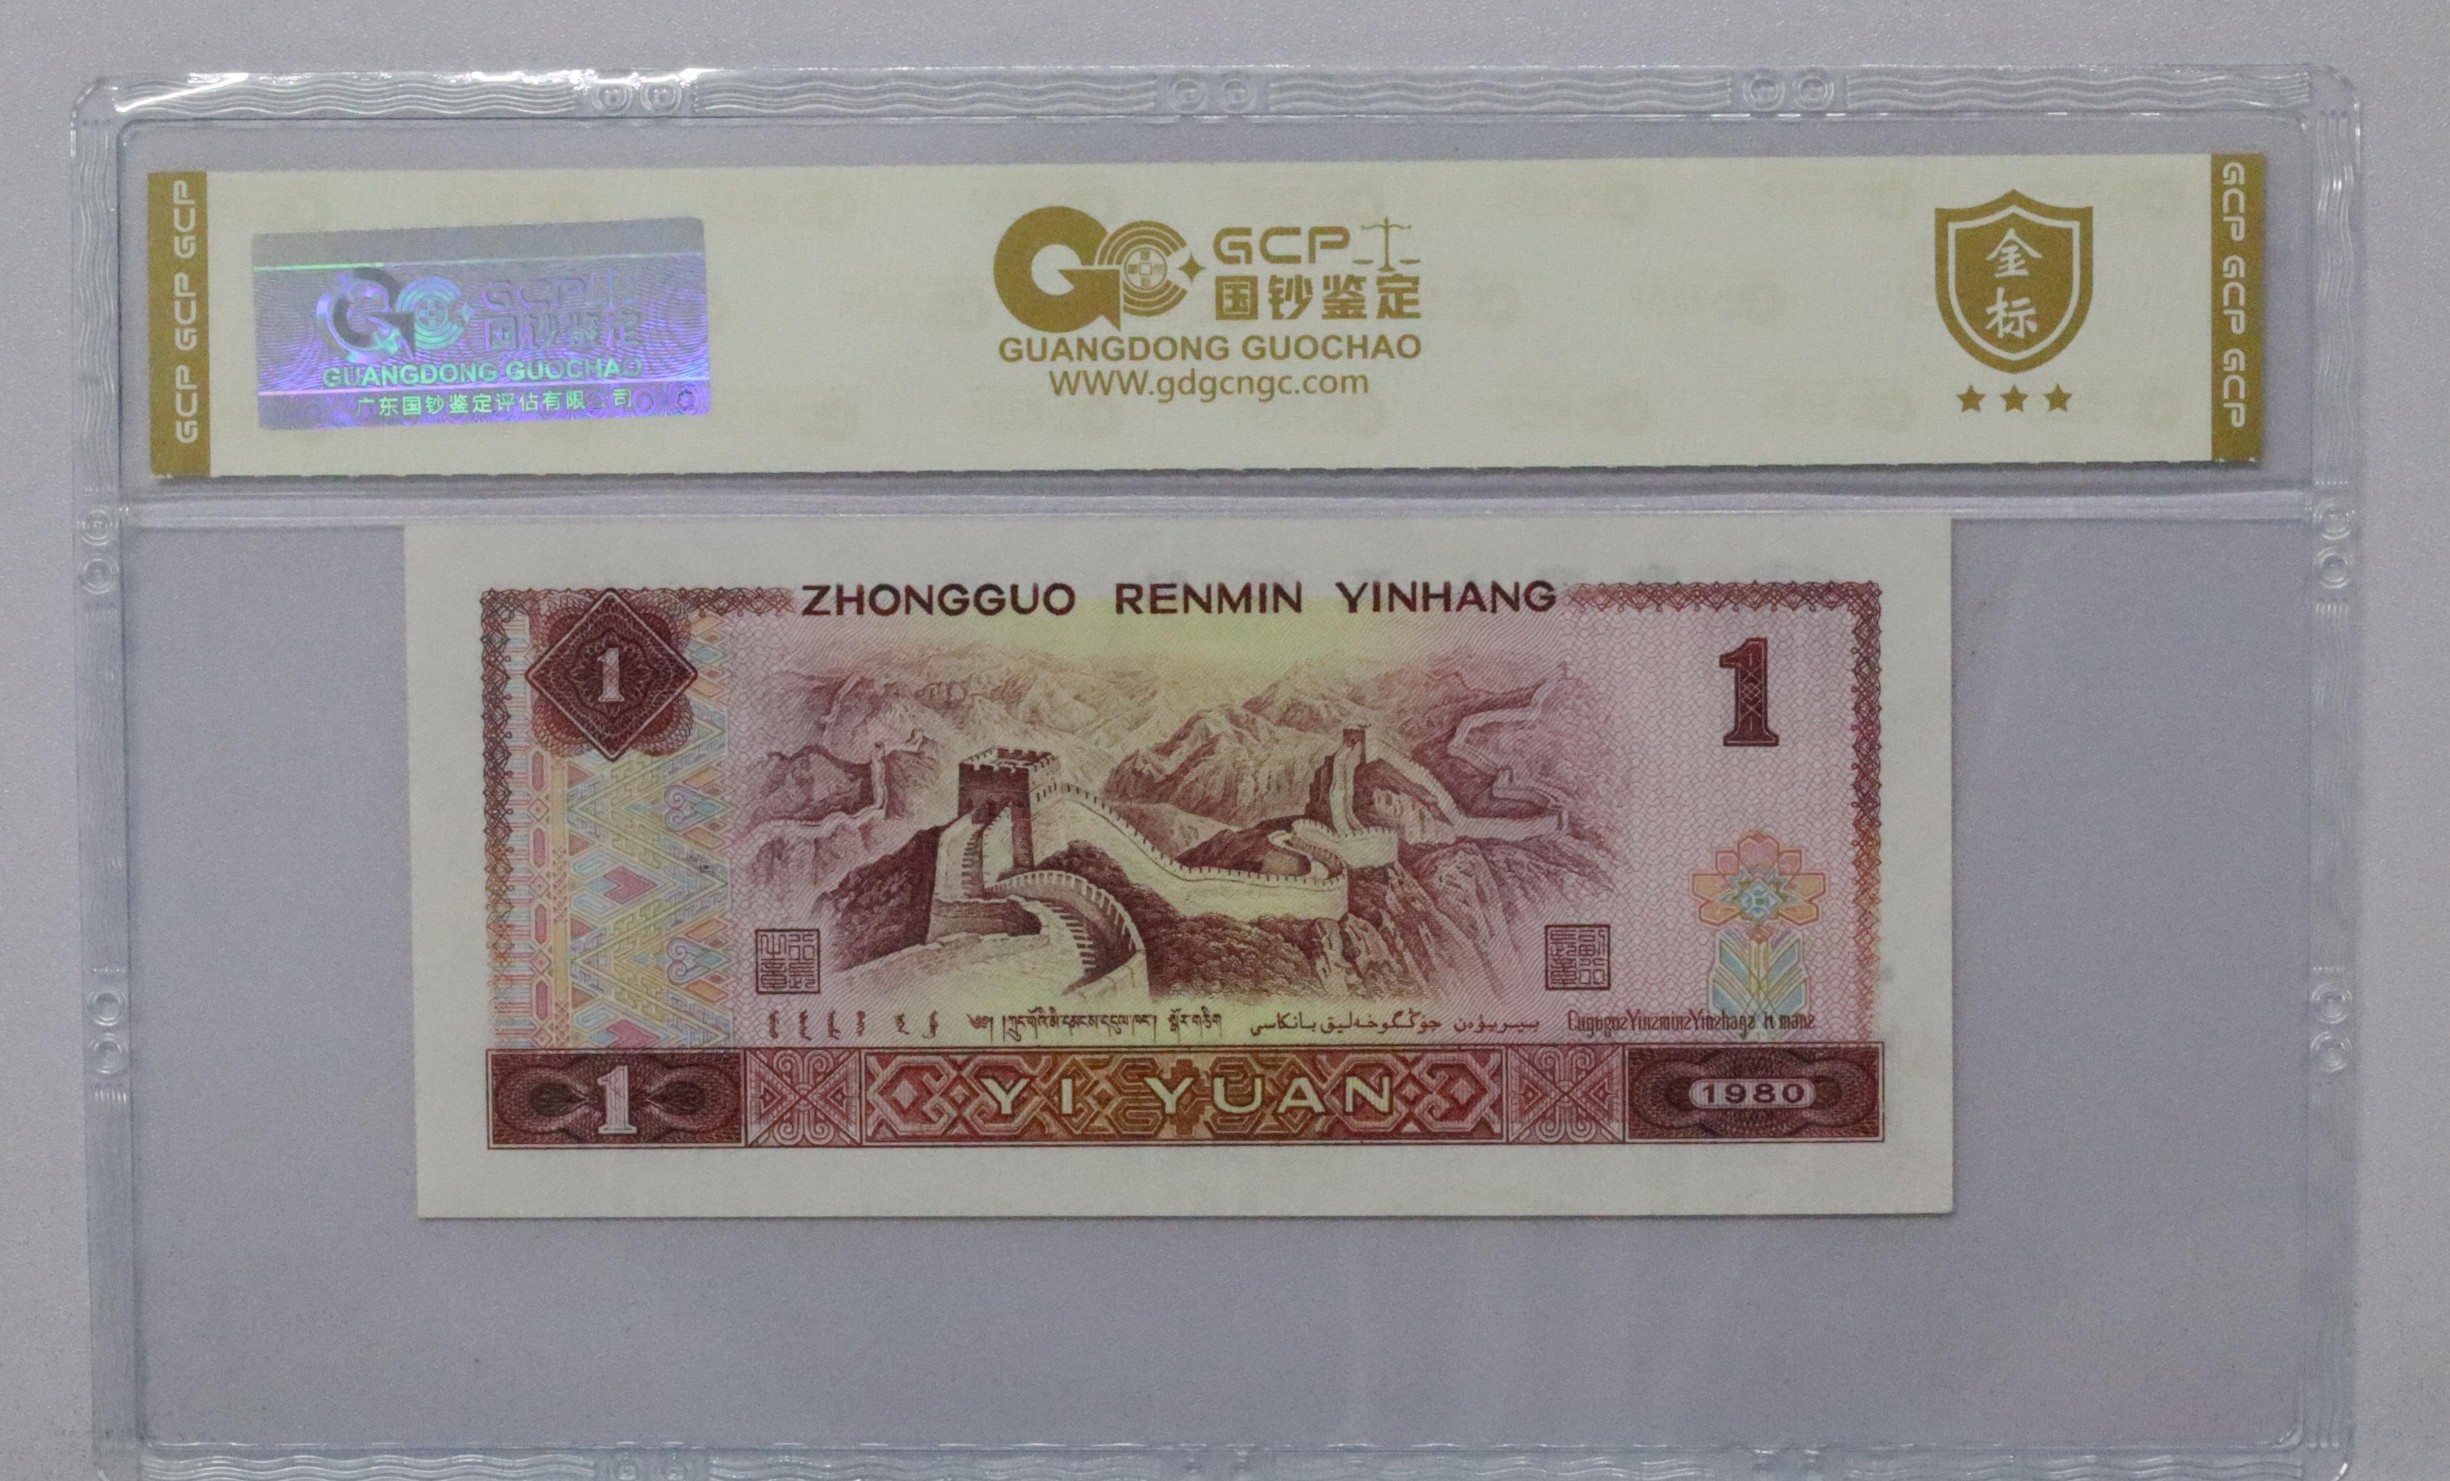 GCP GCP GCP
GCP
国钞鉴定
GUANGDONG GUOCHAO
广东国钞鉴定评估有限公司
GCP
国钞鉴定
GUANGDONG GUOCHAO
WWW.gdgcngc.com
金
标
GCP GCP GCP
ZHONGGUO RENMIN YINHANG
1
1
YI YUAN
1
1980